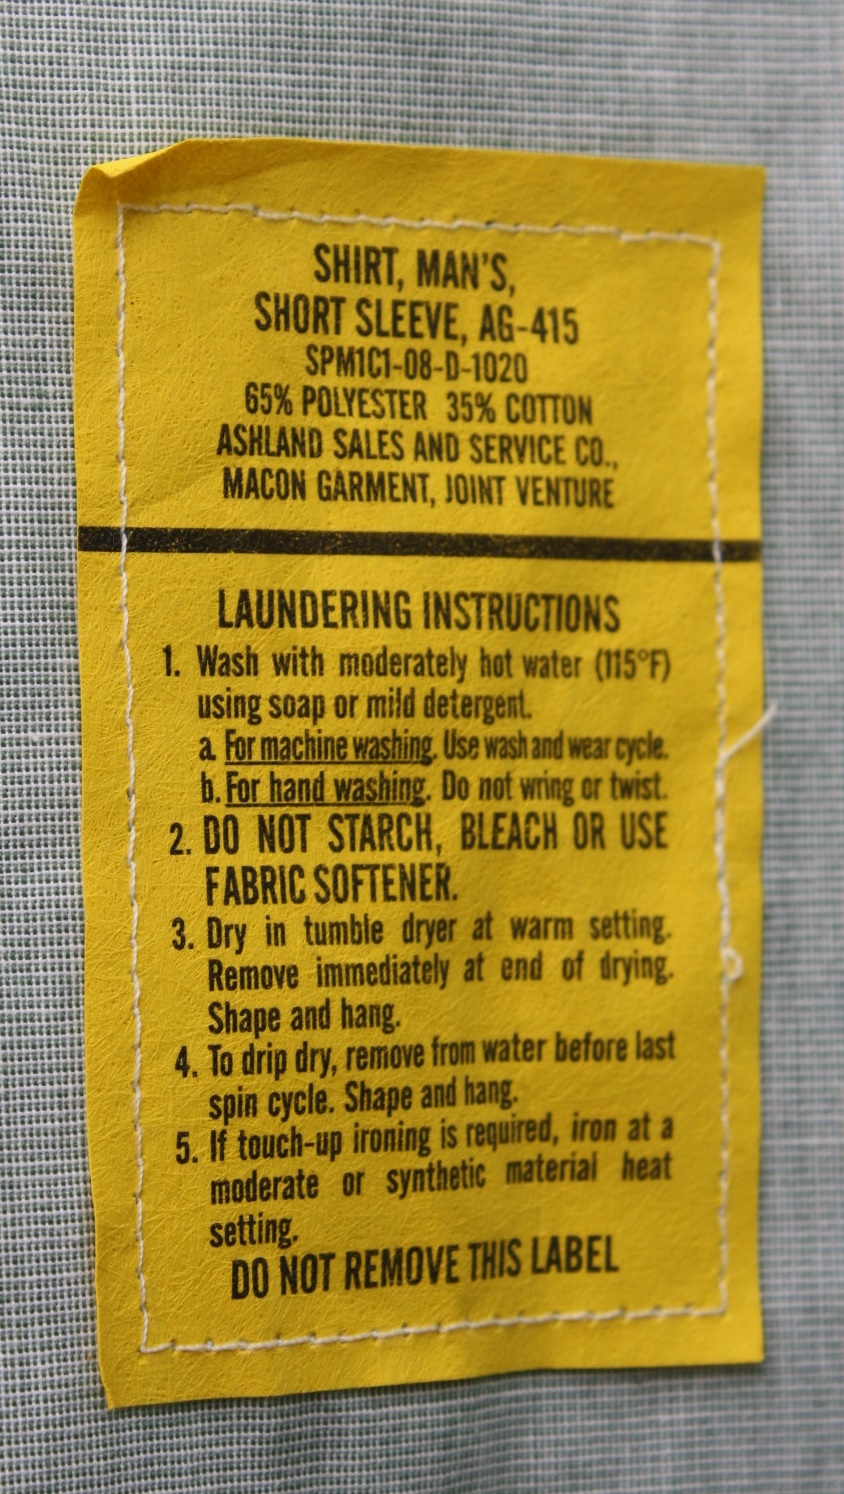 SHIRT, MAN'S,
SHORT SLEEVE, AG-415
SPM1C1-08-D-1020
65% POLYESTER 35% COTTON
ASHLAND SALES AND SERVICE CO.,
MACON GARMENT, JOINT VENTURE
LAUNDERING INSTRUCTIONS
1. Wash with moderately hot water (115°F)
using soap or mild detergent.
a. For machine washing. Use wash and wear cycle.
b. For hand washing. Do not wring or twist.
2. DO NOT STARCH, BLEACH OR USE
FABRIC SOFTENER.
3. Dry in tumble dryer at warm setting.
Remove immediately at end of drying.
Shape and hang.
4. To drip dry, remove from water before last
spin cycle. Shape and hang.
5. If touch-up ironing is required, iron at a
moderate or synthetic material heat
setting.
DO NOT REMOVE THIS LABEL